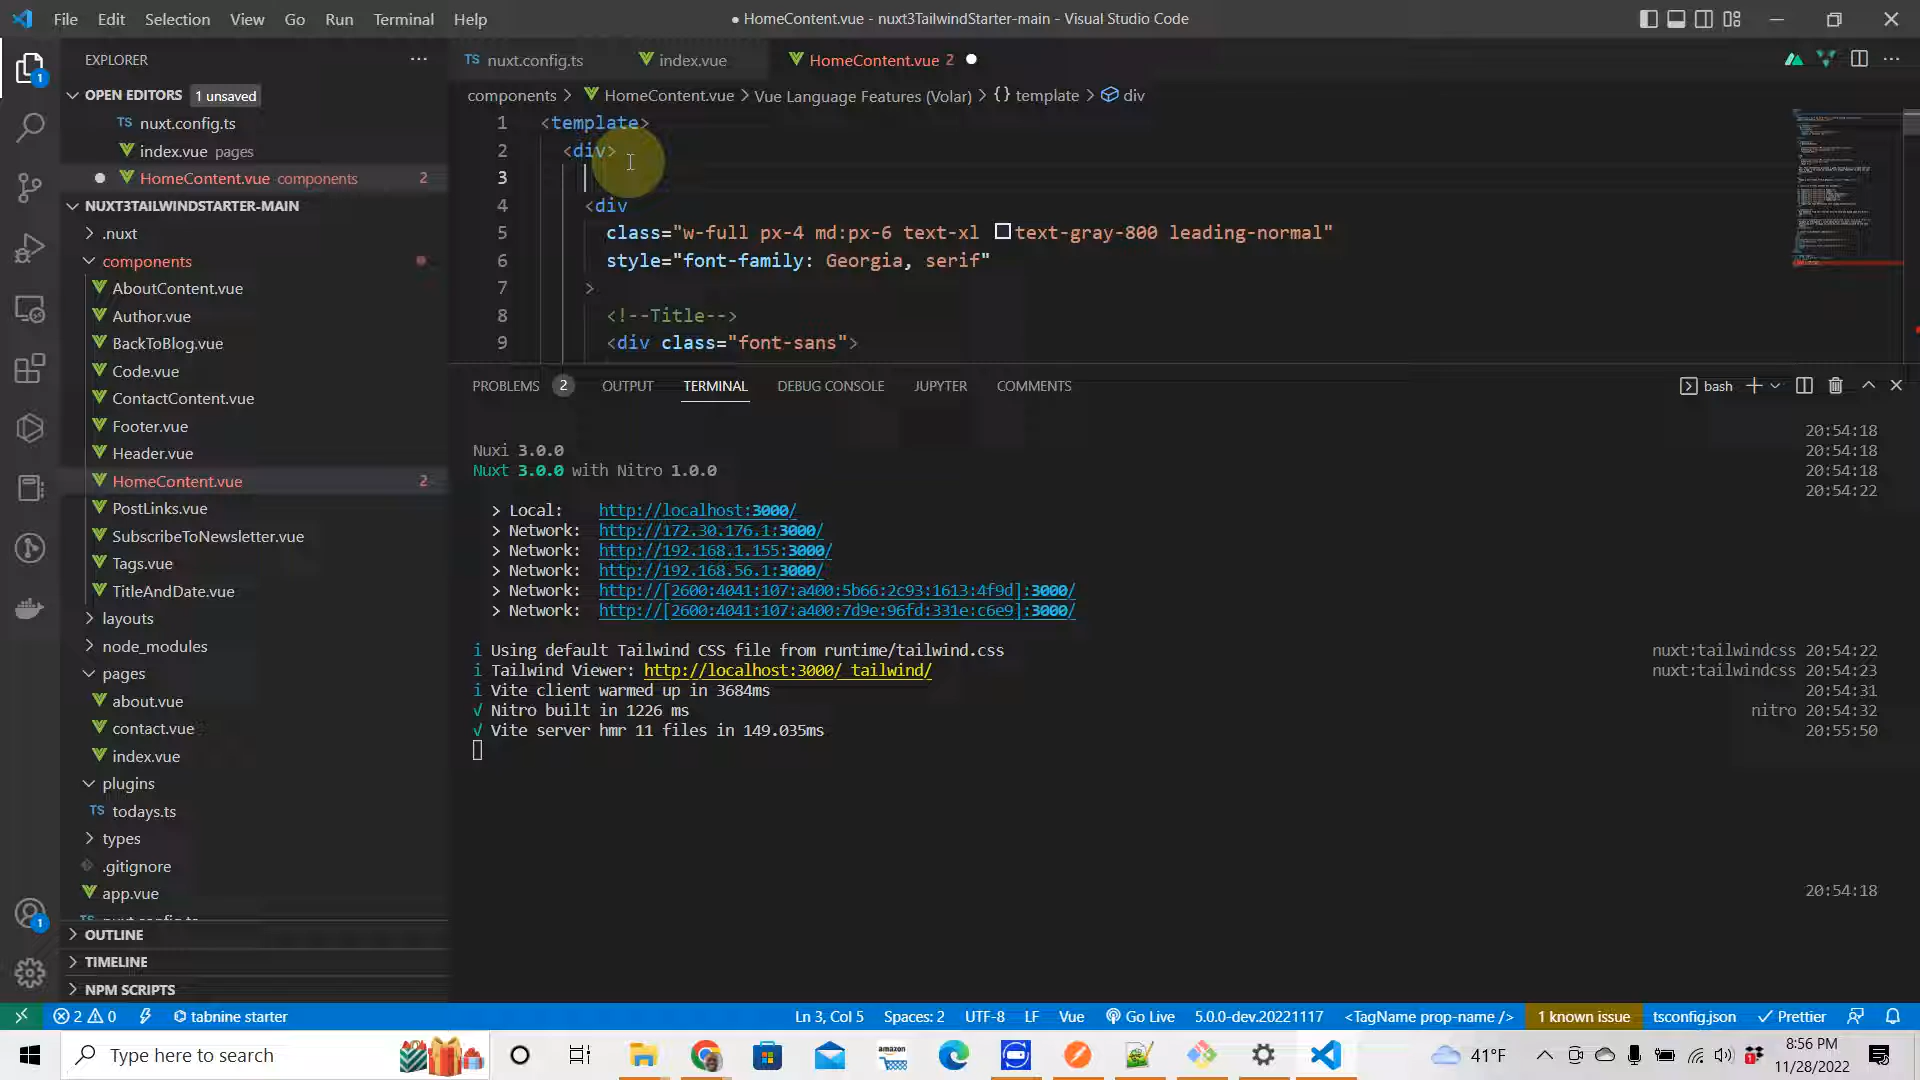 File Edit Selection View Go Run Terminal Help
● HomeContent.vue - nuxt3TailwindStarter-main - Visual Studio Code
EXPLORER
1
OPEN EDITORS 1 unsaved
TS nuxt.config.ts
index.vue pages
HomeContent.vue components 2
NUXT3TAILWINDSTARTER-MAIN
.nuxt
components
AboutContent.vue
Author.vue
BackToBlog.vue
Code.vue
ContactContent.vue
Footer.vue
Header.vue
HomeContent.vue 2
PostLinks.vue
SubscribeToNewsletter.vue
Tags.vue
TitleAndDate.vue
layouts
node_modules
pages
about.vue
contact.vue
index.vue
plugins
TS todays.ts
types
.gitignore
app.vue
TS nuxt.config.ts
OUTLINE
TIMELINE
NPM SCRIPTS
1
TS nuxt.config.ts
index.vue
HomeContent.vue 2
components > HomeContent.vue > Vue Language Features (Volar) > {} template > div
1 <template>
2 <div>
3
4 <div
5 class="w-full px-4 md:px-6 text-xl text-gray-800 leading-normal"
6 style="font-family: Georgia, serif"
7 >
8 <!--Title-->
9 <div class="font-sans">
PROBLEMS 2 OUTPUT TERMINAL DEBUG CONSOLE JUPYTER COMMENTS
bash
20:54:18
Nuxi 3.0.0 20:54:18
Nuxt 3.0.0 with Nitro 1.0.0 20:54:18
20:54:22
> Local: http://localhost:3000/
> Network: http://172.30.176.1:3000/
> Network: http://192.168.1.155:3000/
> Network: http://192.168.56.1:3000/
> Network: http://[2600:4041:107:a400:5b66:2c93:1613:4f9d]:3000/
> Network: http://[2600:4041:107:a400:7d9e:96fd:331e:c6e9]:3000/
i Using default Tailwind CSS file from runtime/tailwind.css nuxt:tailwindcss 20:54:22
i Tailwind Viewer: http://localhost:3000/_tailwind/ nuxt:tailwindcss 20:54:23
i Vite client warmed up in 3684ms 20:54:31
√ Nitro built in 1226 ms nitro 20:54:32
√ Vite server hmr 11 files in 149.035ms 20:55:50
20:54:18
2 0 tabnine starter Ln 3, Col 5 Spaces: 2 UTF-8 LF Vue Go Live 5.0.0-dev.20221117 <TagName prop-name /> 1 known issue tsconfig.json Prettier
Type here to search
amazon
41°F
8:56 PM
11/28/2022